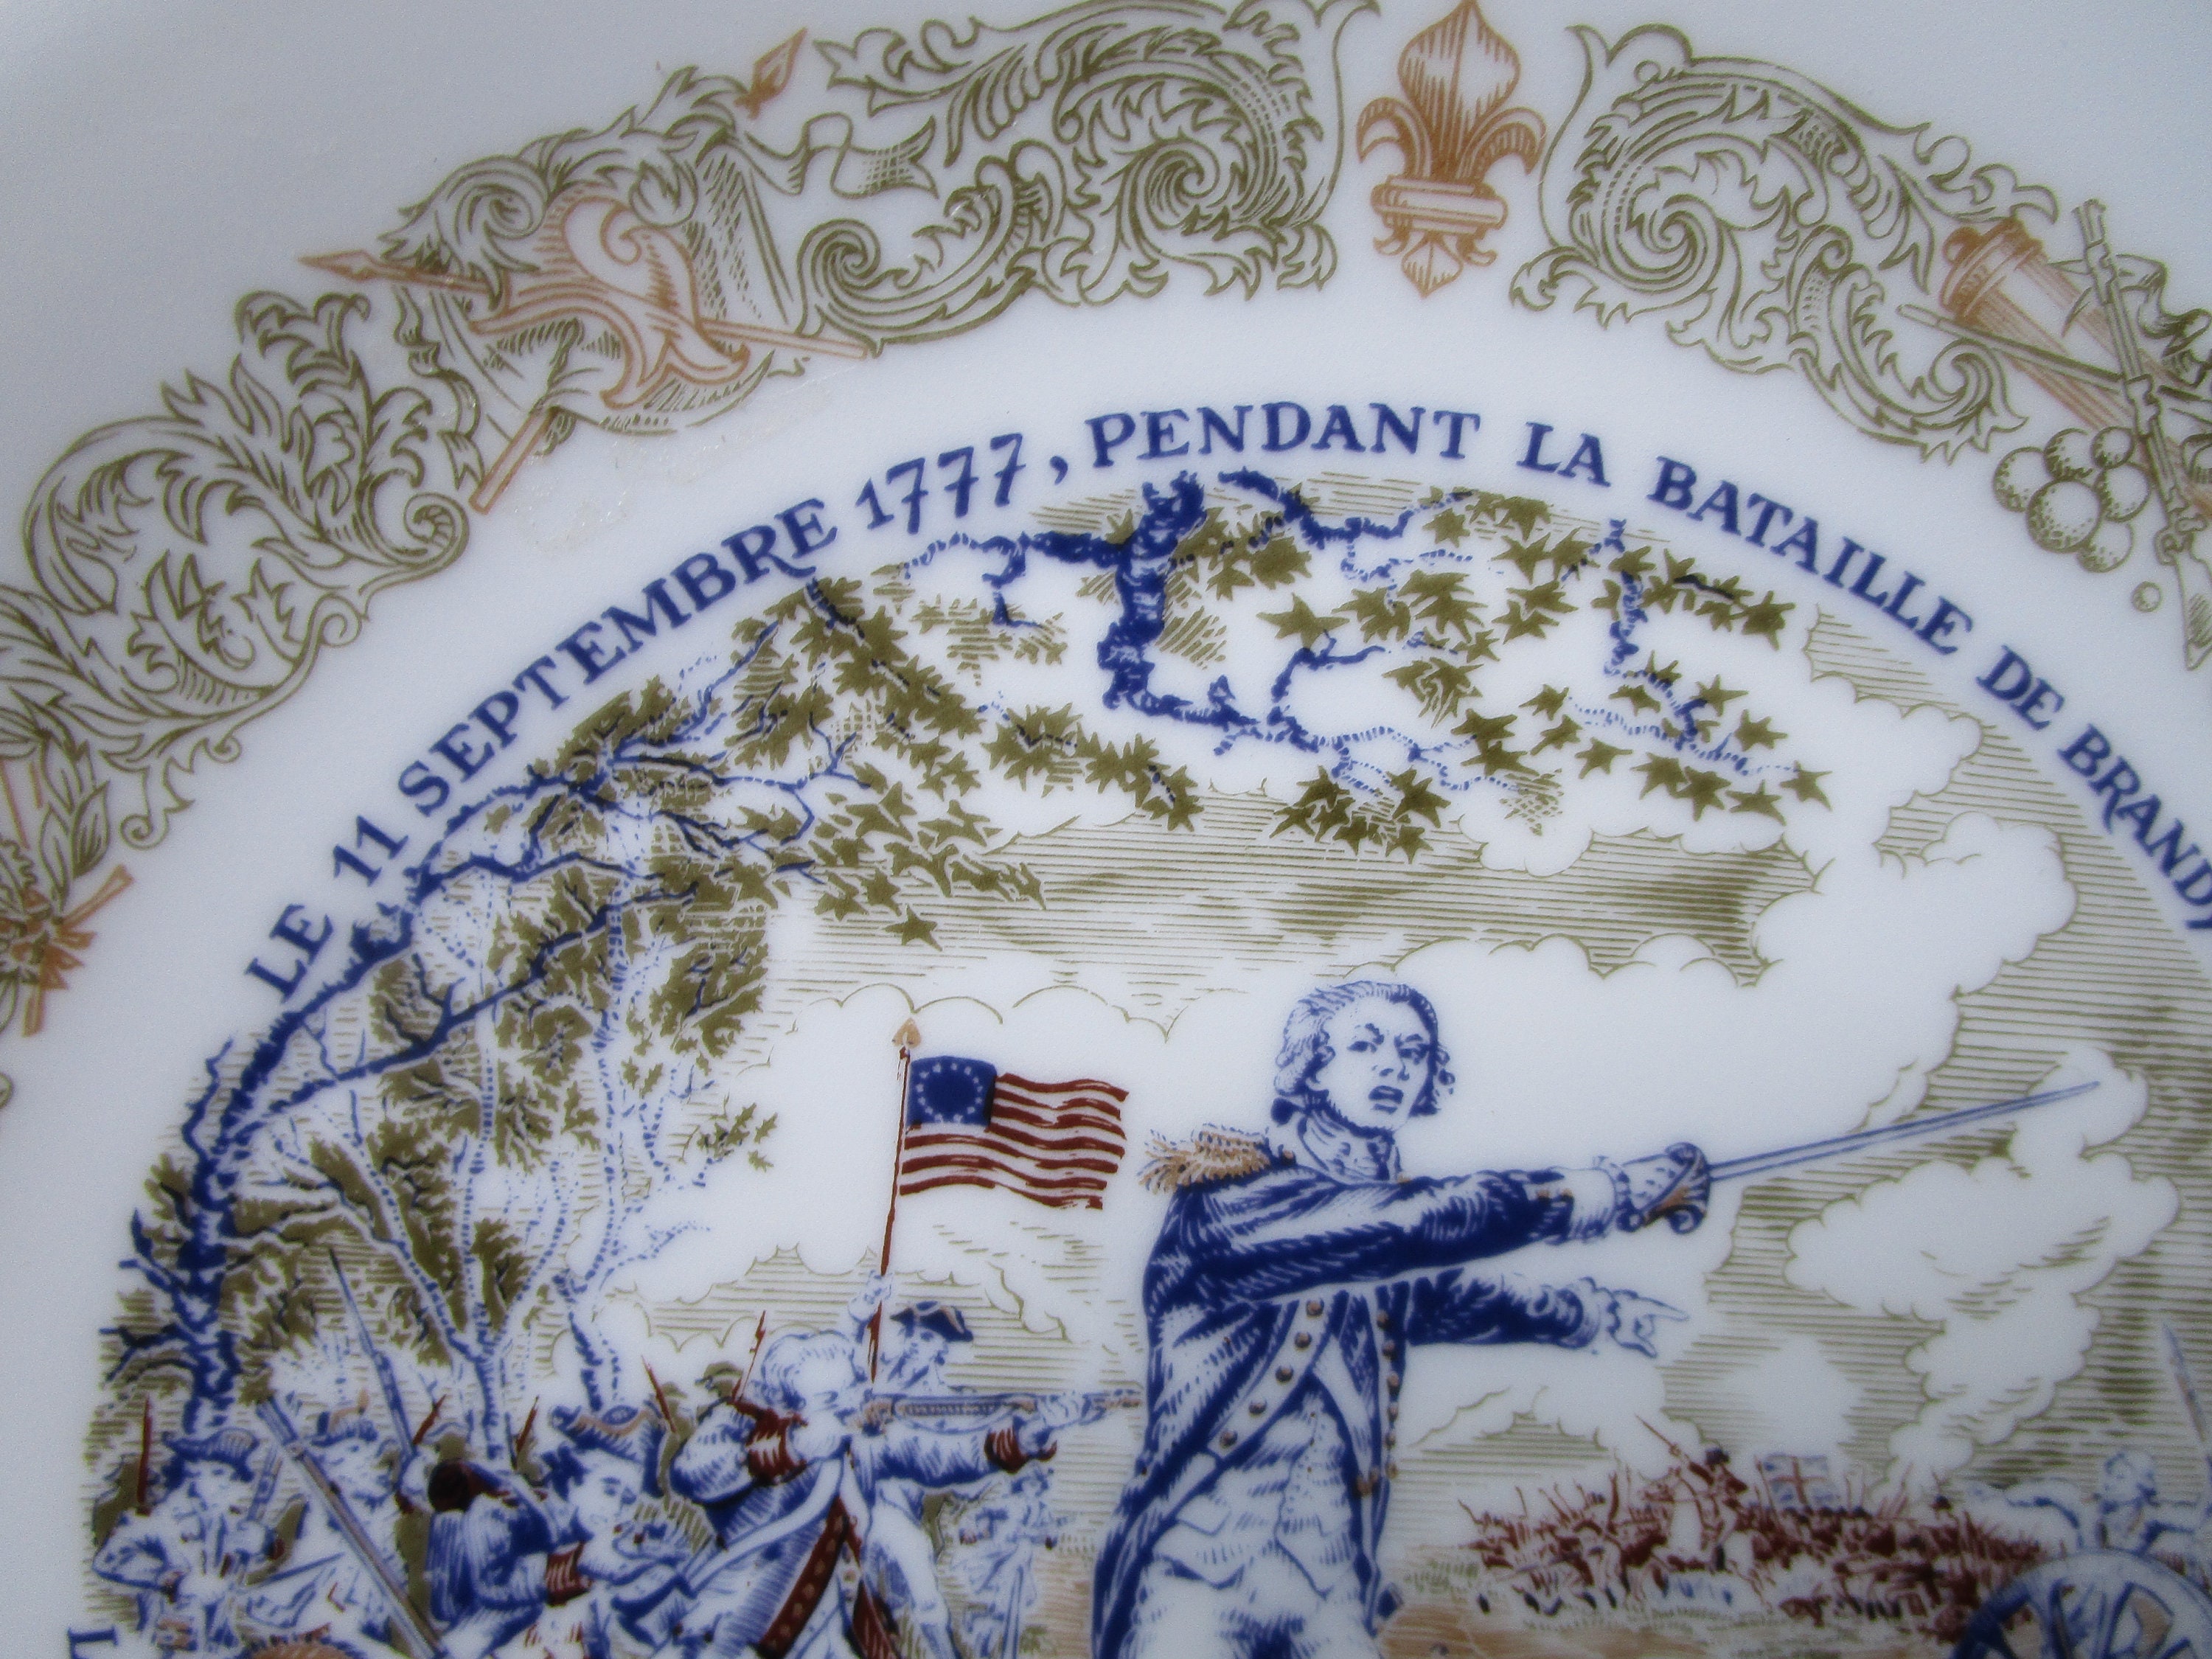 LE 11 SEPTEMBRE 1777, PENDANT LA BATAILLE DE